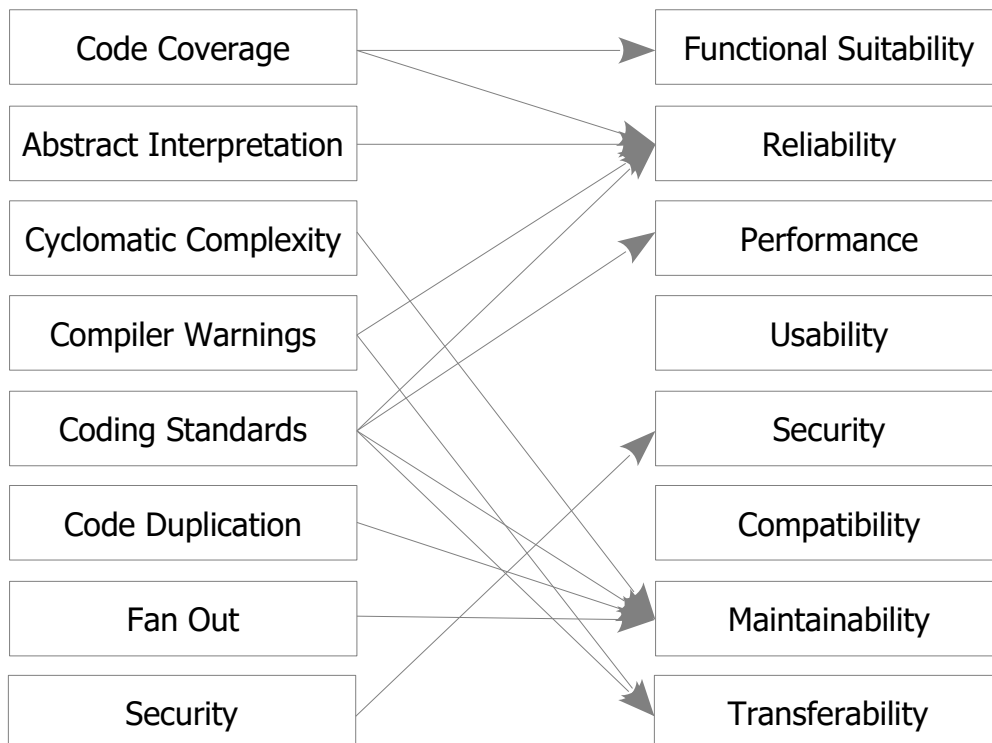 Code Coverage
Functional Suitability
Abstract Interpretation
Reliability
Cyclomatic Complexity
Performance
Compiler Warnings
Usability
Coding Standards
Security
Code Duplication
Compatibility
Fan Out
Maintainability
Security
Transferability